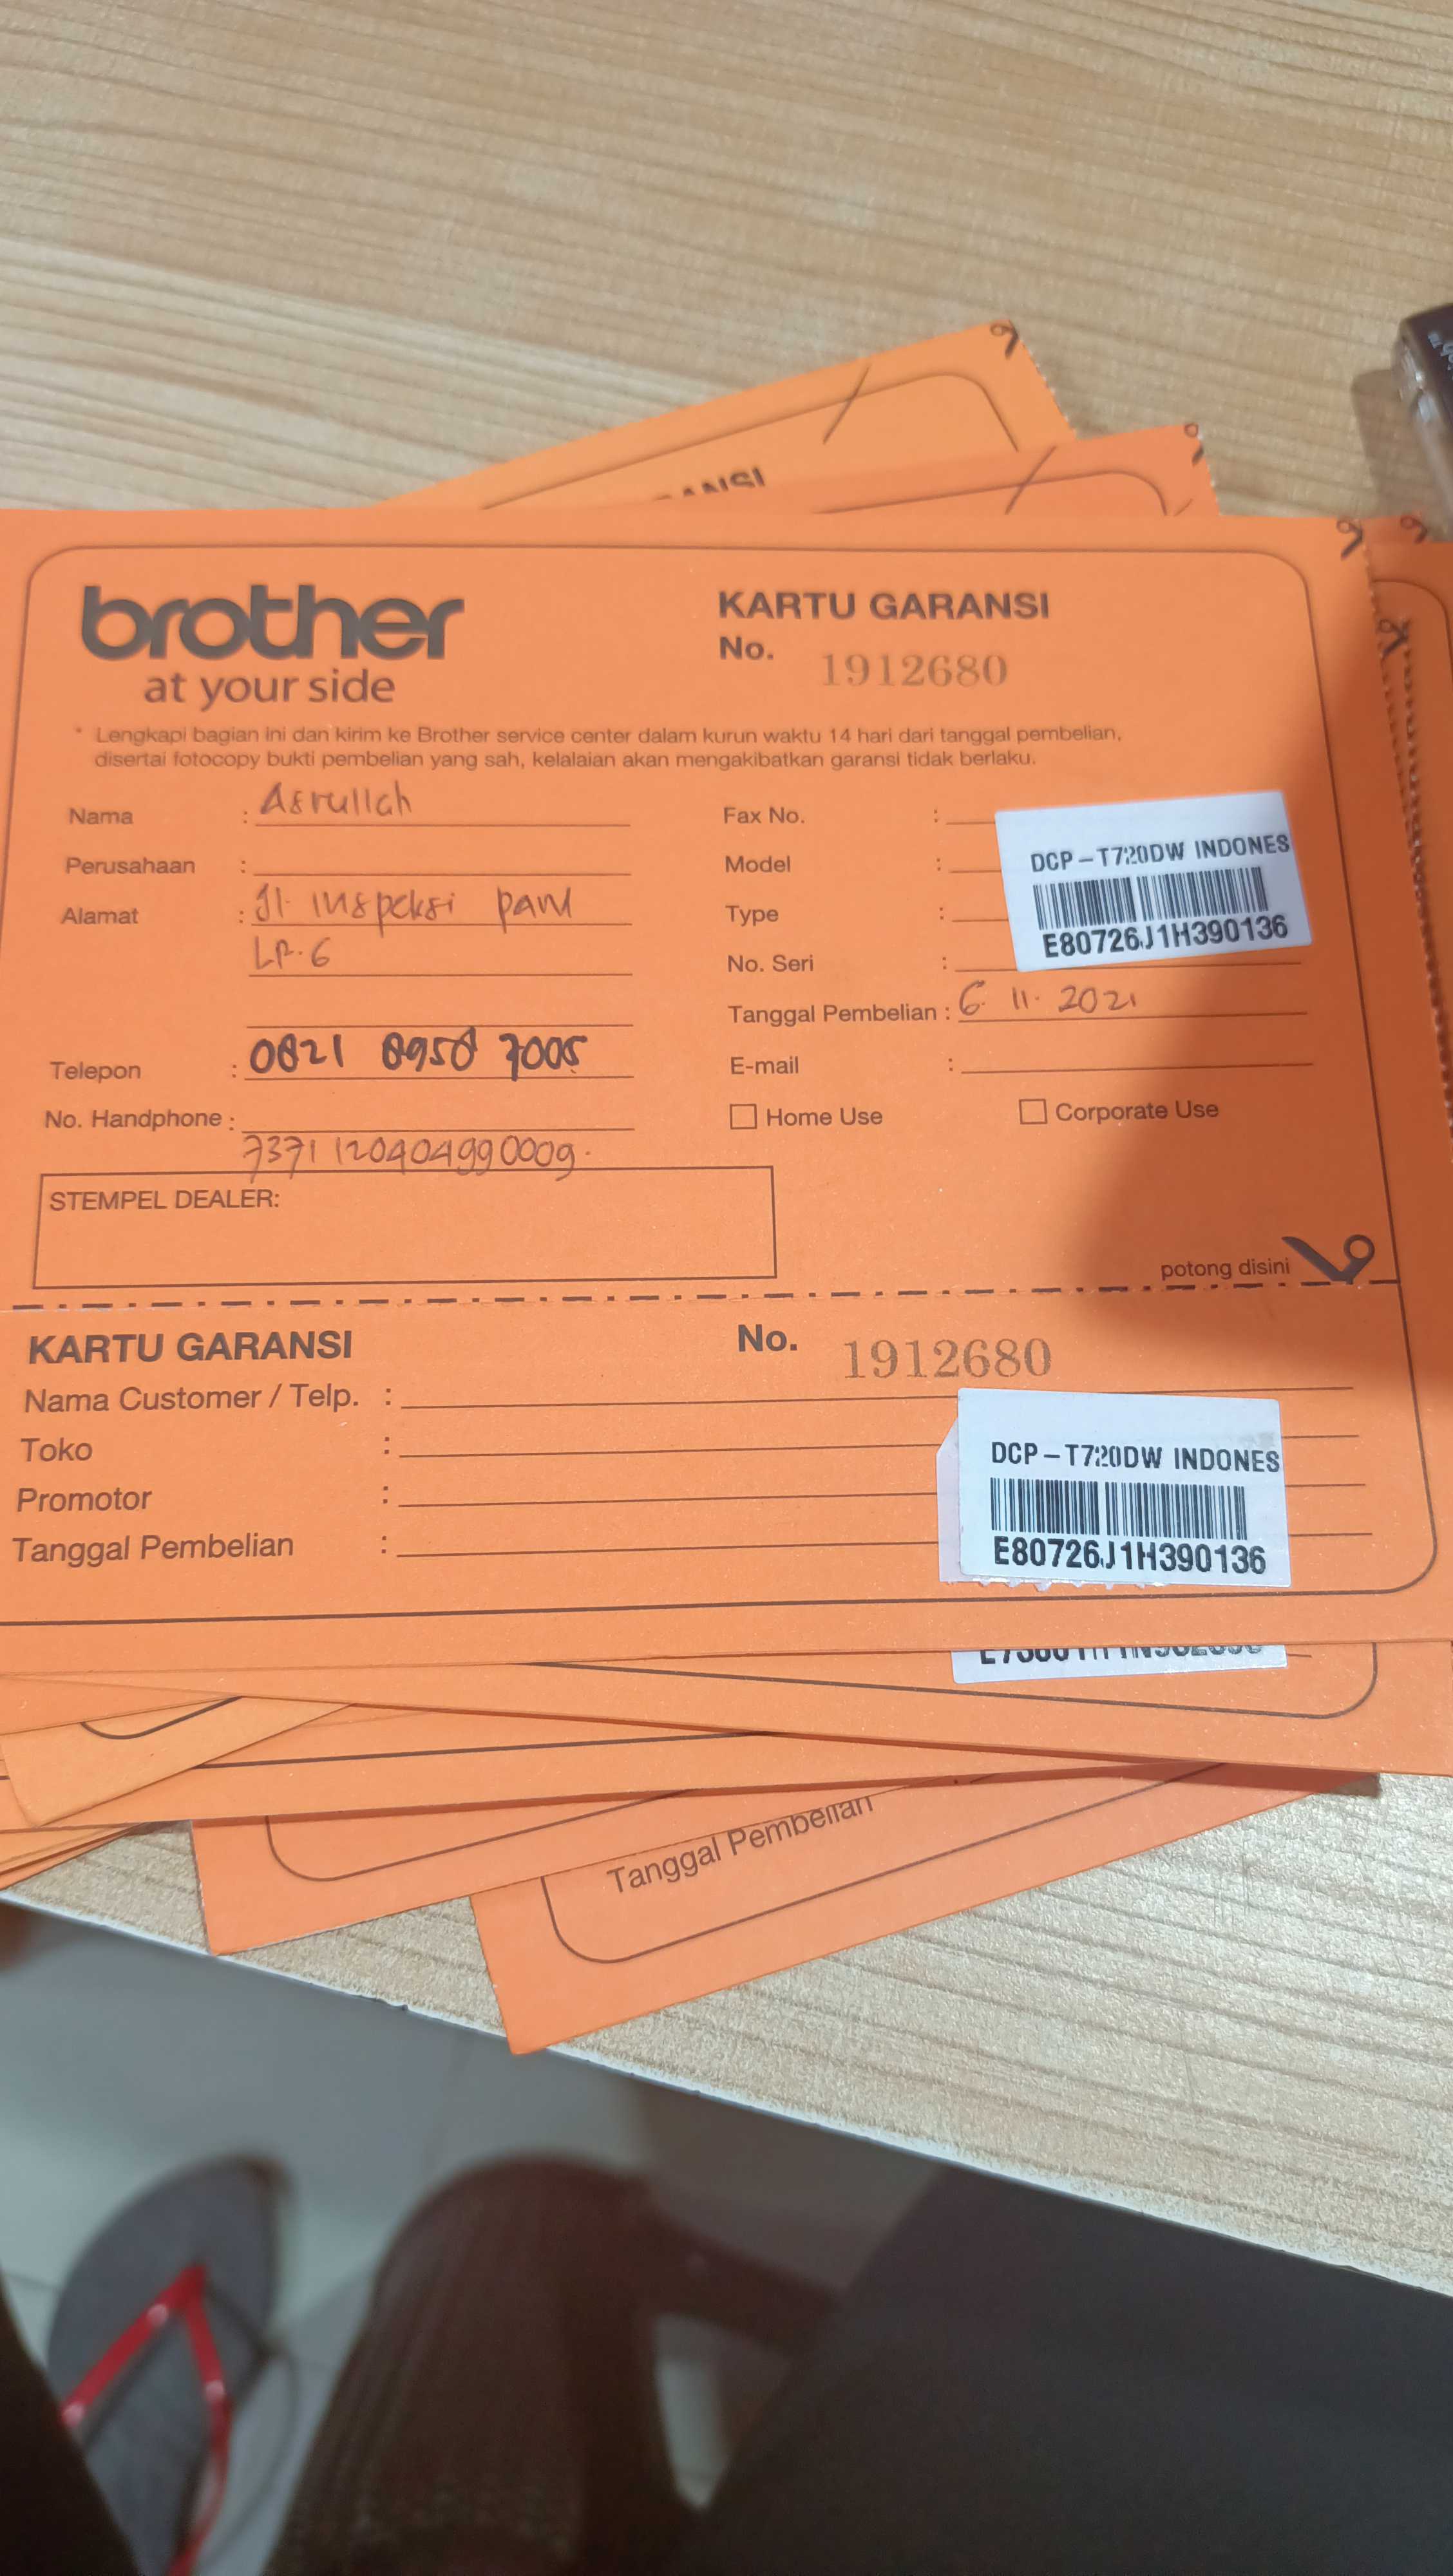 ANSI
brother
at your side
KARTU GARANSI
No. 1912680
* Lengkapi bagian ini dan kirim ke Brother service center dalam kurun waktu 14 hari dari tanggal pembelian,
disertai fotocopy bukti pembelian yang sah, kelalaian akan mengakibatkan garansi tidak berlaku.
Nama : Asrullah
Perusahaan :
Alamat : Jl. Inspeksi pam
LR. 6
Telepon : 0821 8958 7005
No. Handphone :
7371 120404990009.
Fax No. :
Model :
Type :
No. Seri :
DCP-T720DW INDONES
E80726J1H390136
Tanggal Pembelian : 6 11. 2021
E-mail :
Home Use
Corporate Use
STEMPEL DEALER:
potong disini
KARTU GARANSI
No. 1912680
Nama Customer / Telp. :
Toko :
Promotor :
Tanggal Pembelian :
DCP-T720DW INDONES
E80726J1H390136
Tanggal Pembelian